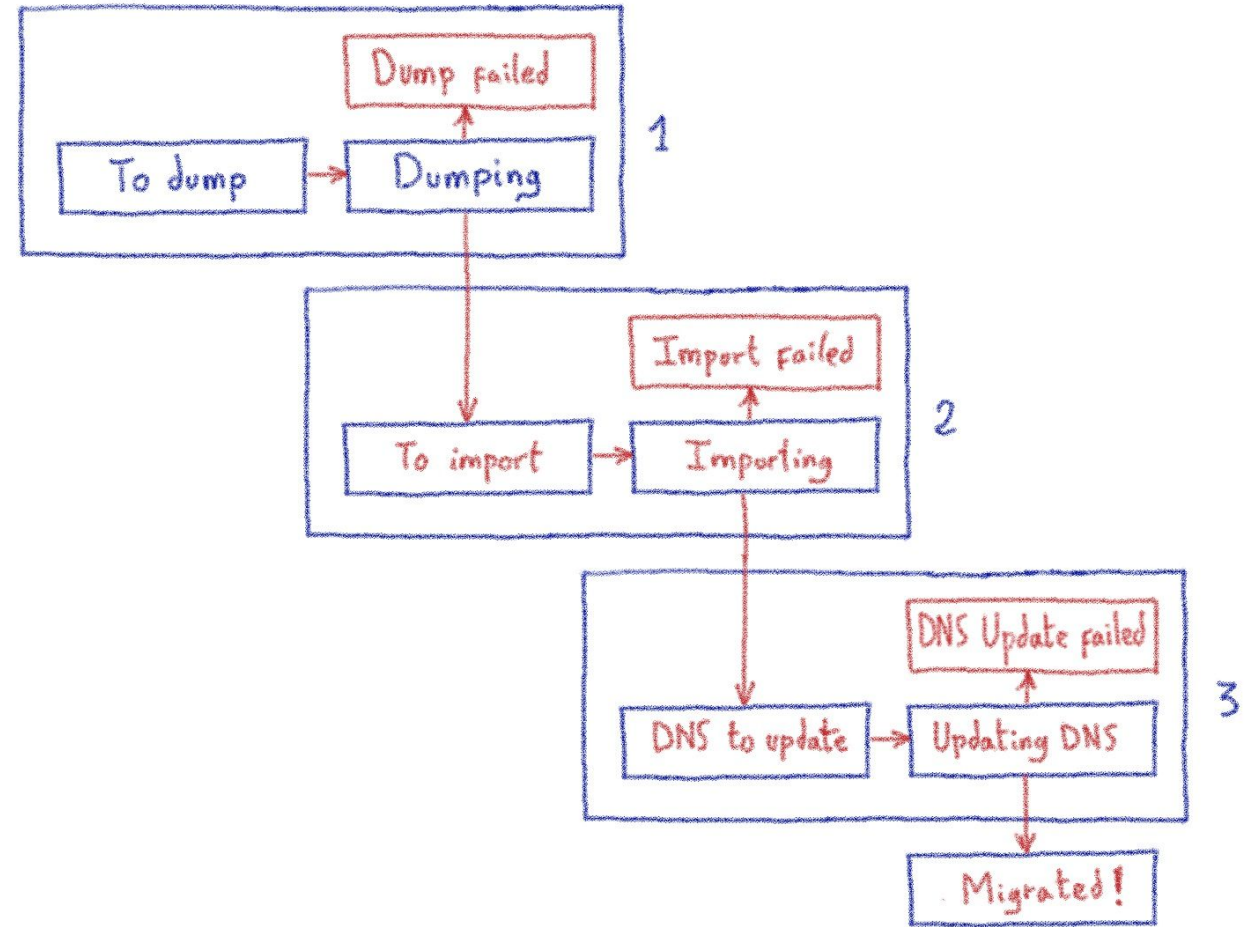 Dump failed
1
To dump
Dumping
Import failed
2
To import
Importing
DNS Update failed
3
DNS to update
Updating DNS
Migrated!